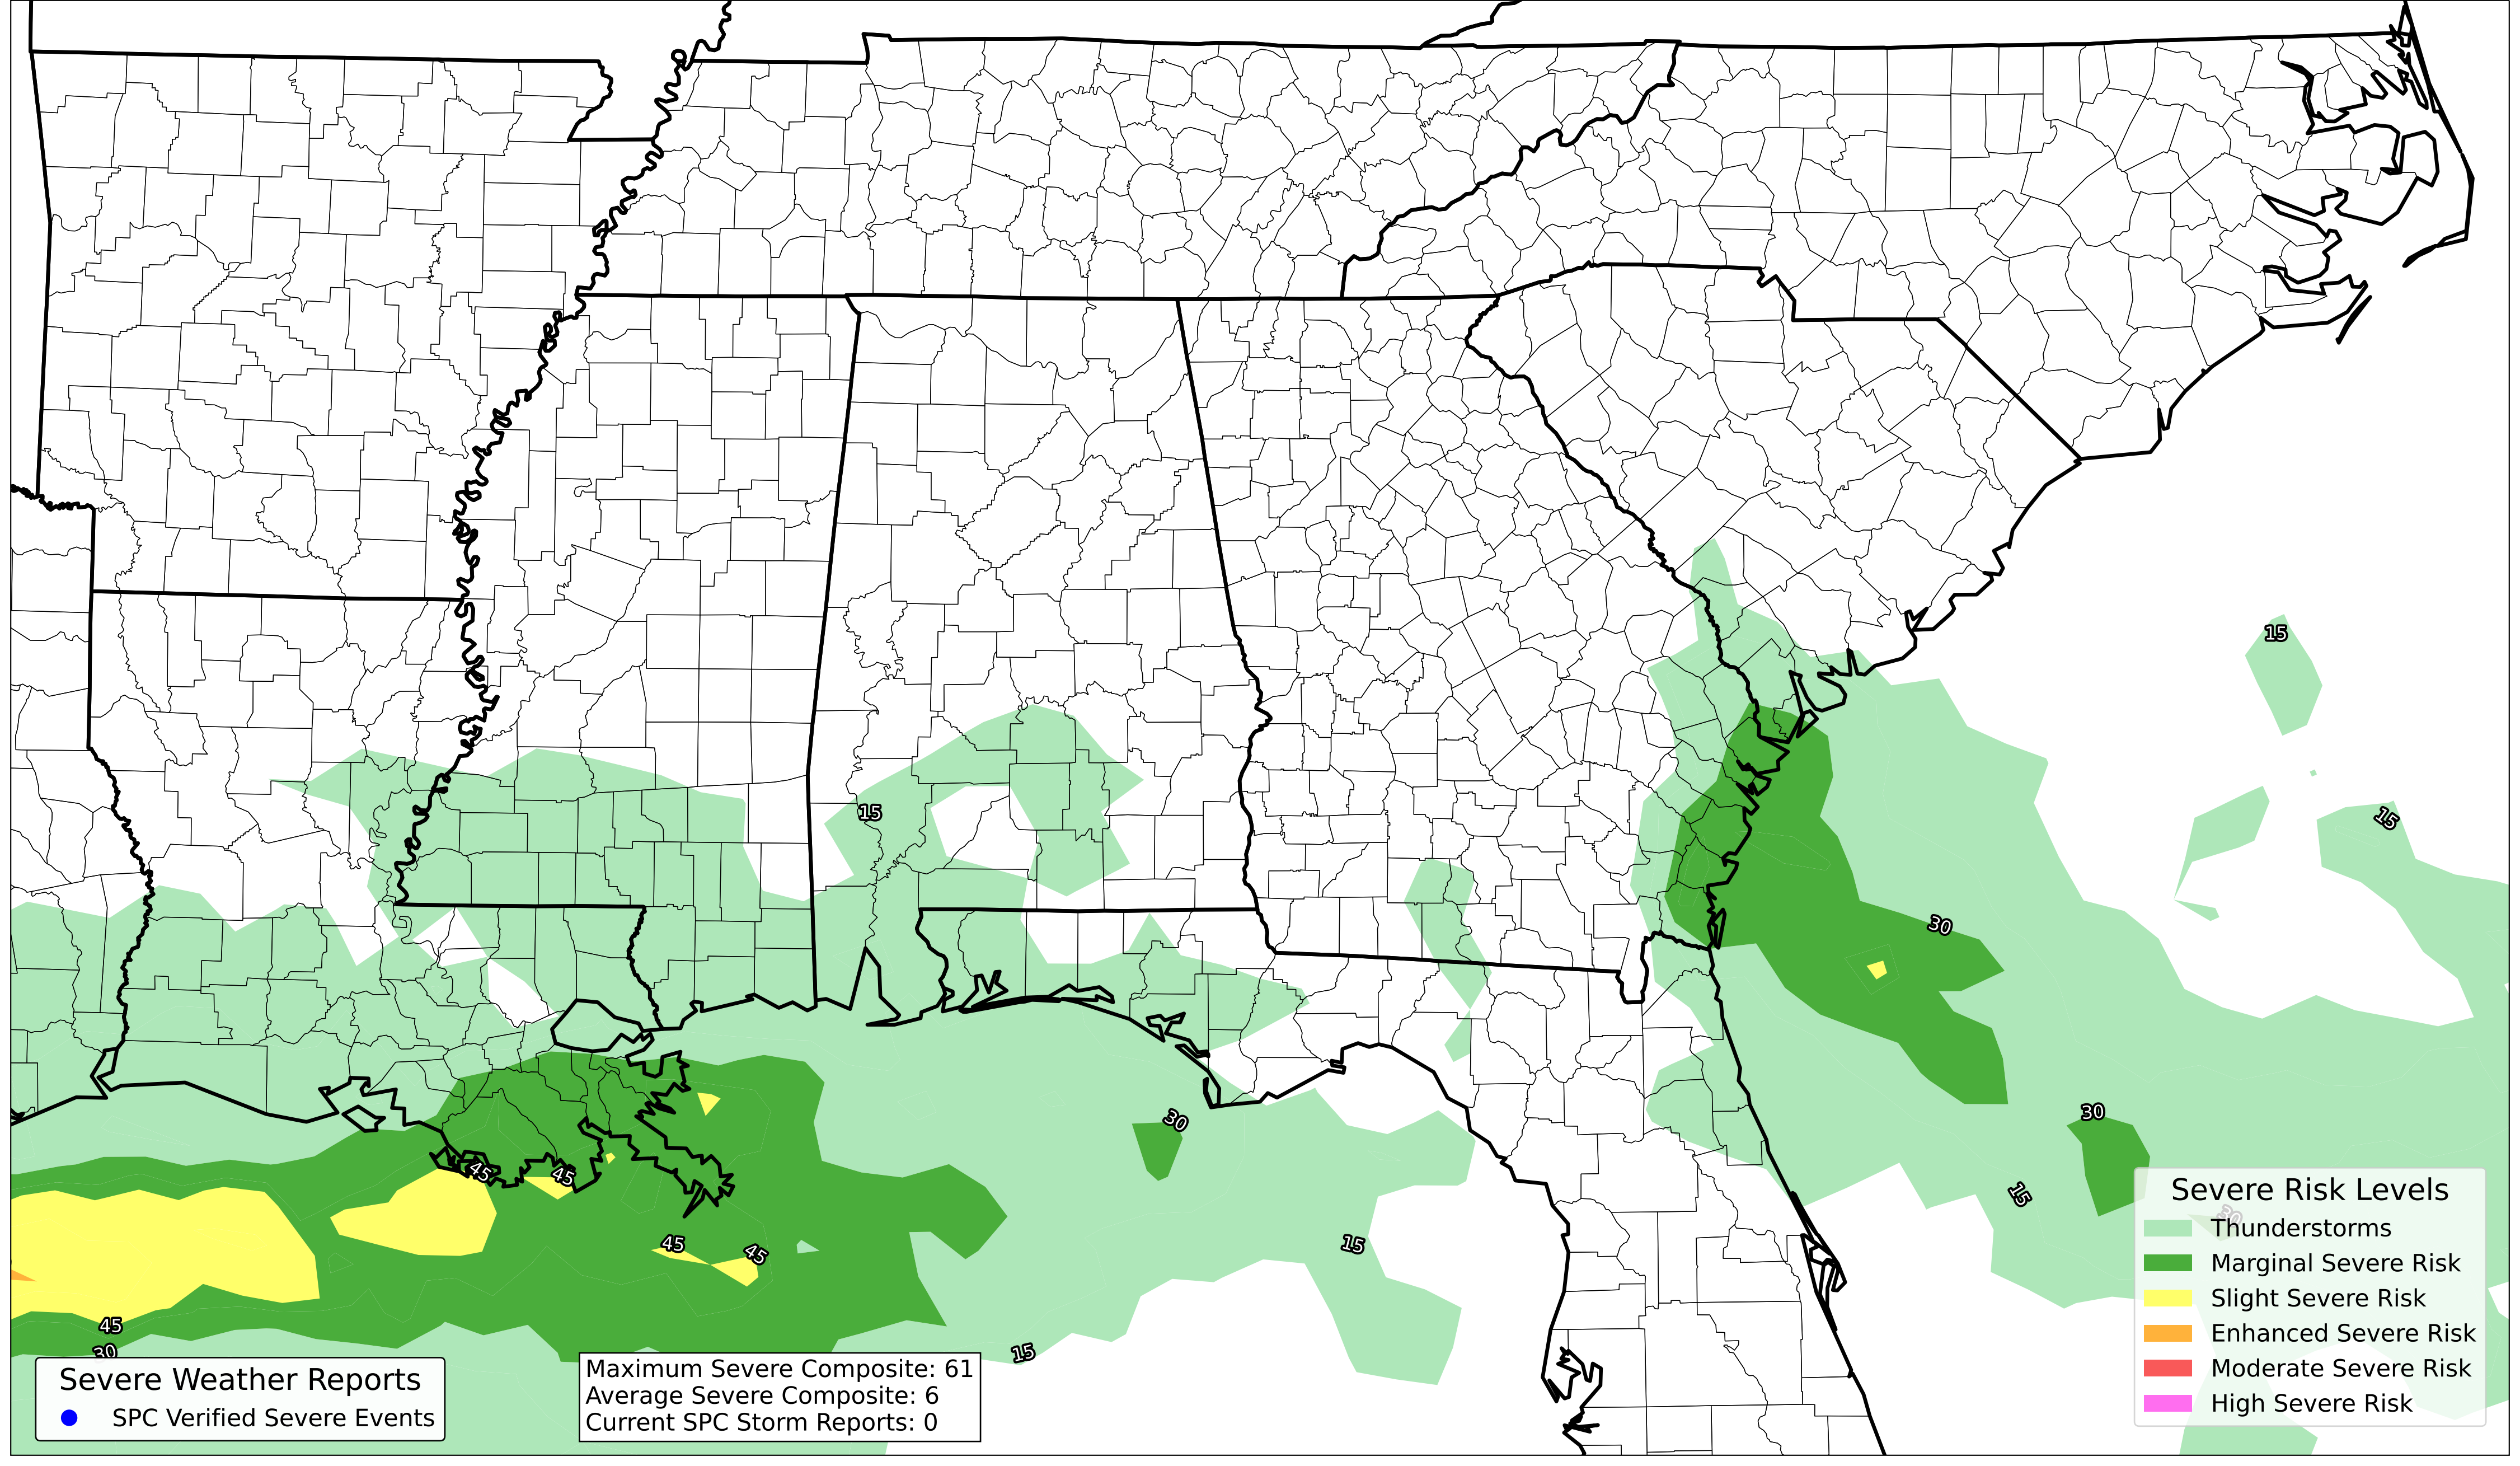 15
15
15
30
30
30
15
45
45
15
30
45
45
15
45
30
15
Severe Risk Levels
Thunderstorms
Marginal Severe Risk
Slight Severe Risk
Enhanced Severe Risk
Moderate Severe Risk
High Severe Risk
Severe Weather Reports
SPC Verified Severe Events
Maximum Severe Composite: 61
Average Severe Composite: 6
Current SPC Storm Reports: 0